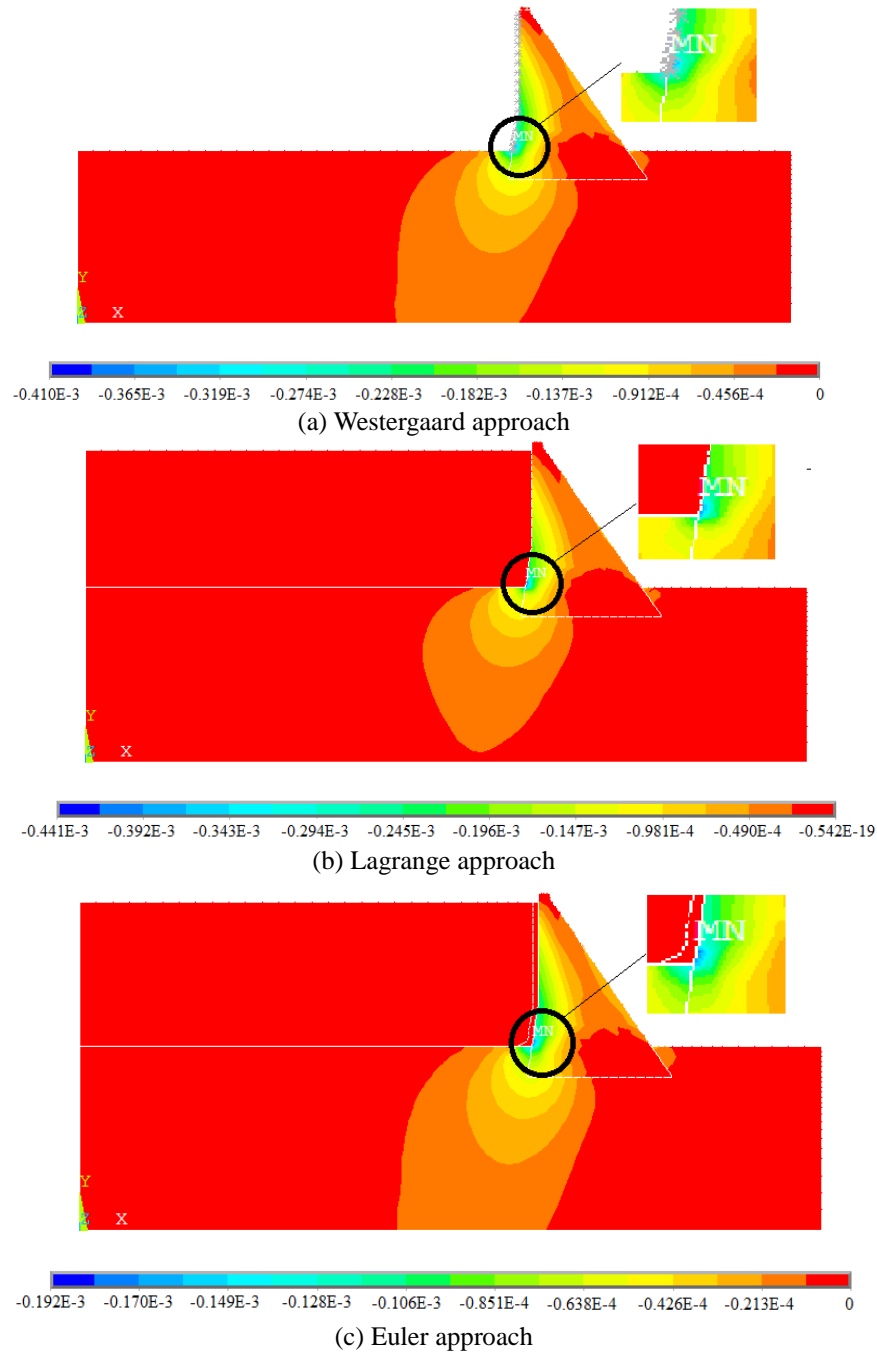 MN
MN
Y
Z X
-0.410E-3 -0.365E-3 -0.319E-3 -0.274E-3 -0.228E-3 -0.182E-3 -0.137E-3 -0.912E-4 -0.456E-4 0
(a) Westergaard approach
MN
MN
Y
Z X
-0.441E-3 -0.392E-3 -0.343E-3 -0.294E-3 -0.245E-3 -0.196E-3 -0.147E-3 -0.981E-4 -0.490E-4 -0.542E-19
(b) Lagrange approach
MN
MN
Y
Z X
-0.192E-3 -0.170E-3 -0.149E-3 -0.128E-3 -0.106E-3 -0.851E-4 -0.638E-4 -0.426E-4 -0.213E-4 0
(c) Euler approach